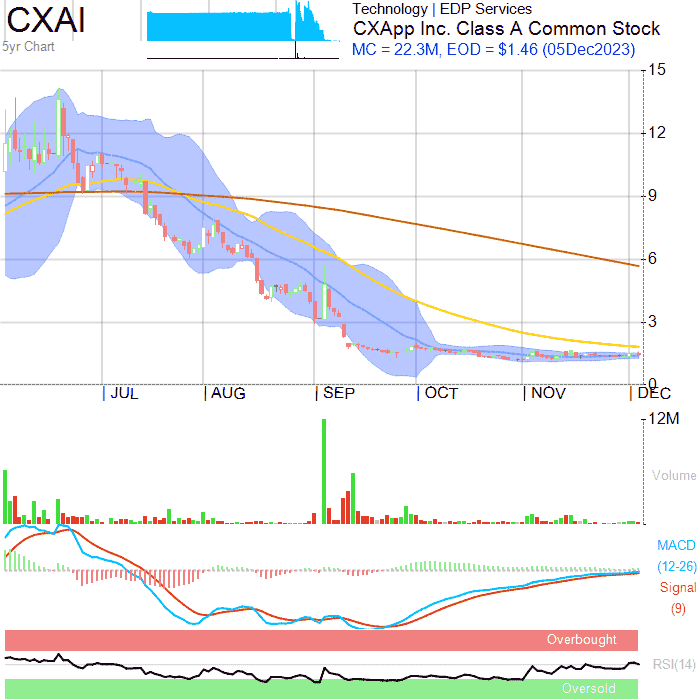 CXAI
5yr Chart
Technology | EDP Services
CXApp Inc. Class A Common Stock
MC = 22.3M, EOD = $1.46 (05Dec2023)
15
12
9
6
3
0
JUL
AUG
SEP
OCT
NOV
DEC
12M
Volume
MACD
(12-26)
Signal
(9)
Overbought
RSI(14)
Oversold